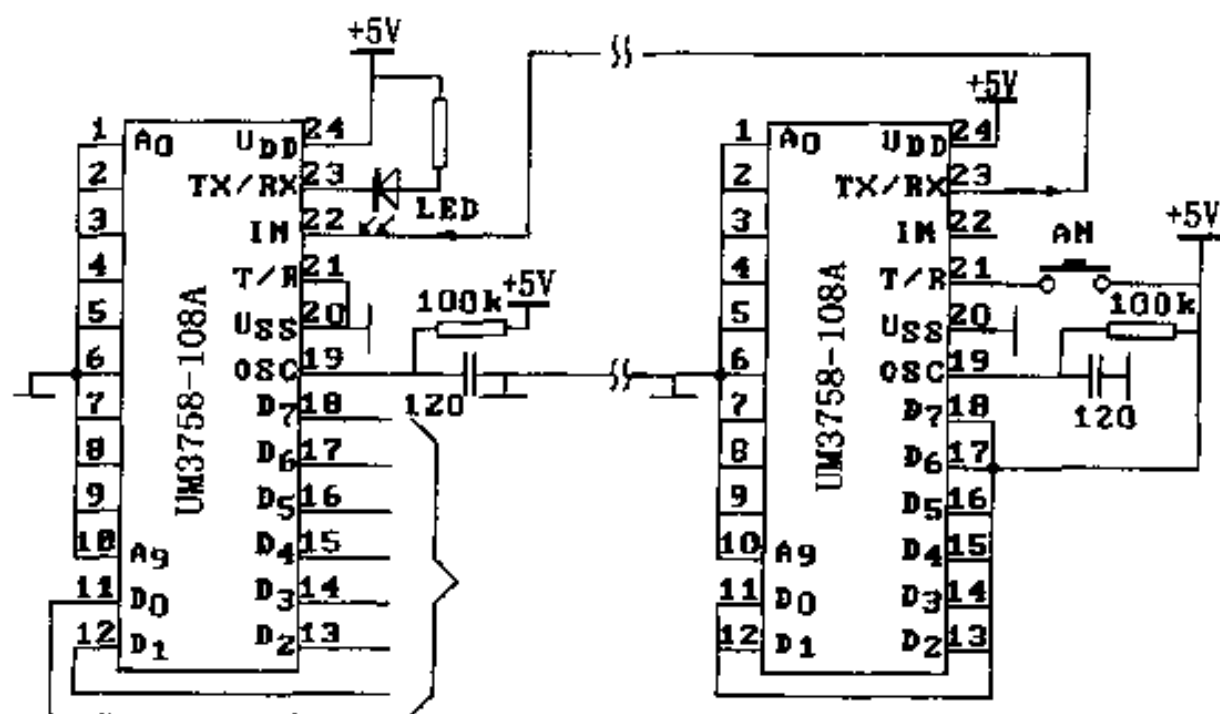 +5V
1 A0 UDD 24
2 TX/RX 23
LED
3 IN 22
4 T/R 21
5 USS 20
6 OSC 19
7 D7 18
8 D6 17
9 D5 16
10 A9 D4 15
11 D0 D3 14
12 D1 D2 13
UM3758-108A
100k
+5V
120
+5V
1 A0 UDD 24
2 TX/RX 23
3 IN 22
4 T/R 21
5 USS 20
6 OSC 19
7 D7 18
8 D6 17
9 D5 16
10 A9 D4 15
11 D0 D3 14
12 D1 D2 13
UM3758-108A
AN
+5V
100k
120